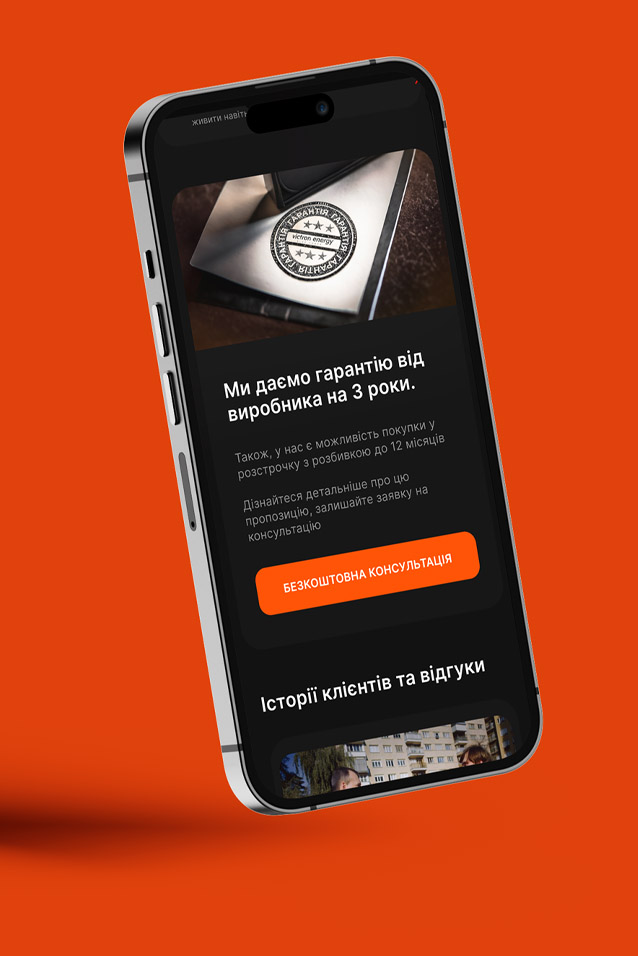 живити навіть
ГАРАНТІЯ ГАРАНТІЯ ГАРАНТІЯ ГАРАНТІЯ
victron energy
Ми даємо гарантію від
виробника на 3 роки.
Також, у нас є можливість покупки у
розстрочку з розбивкою до 12 місяців
Дізнайтеся детальніше про цю
пропозицію, залишайте заявку на
консультацію
БЕЗКОШТОВНА КОНСУЛЬТАЦІЯ
Історії клієнтів та відгуки